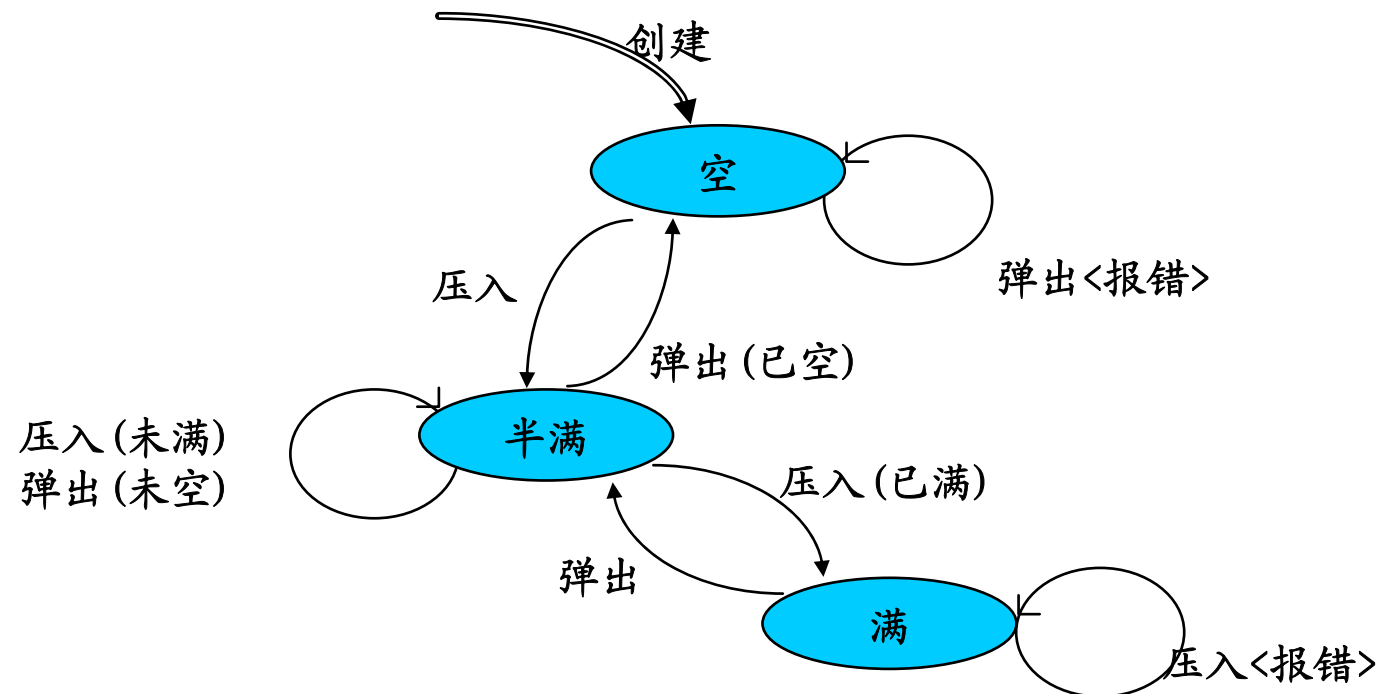 创建
空
压入
弹出<报错>
弹出(已空)
压入(未满)
弹出(未空)
半满
压入(已满)
弹出
满
压入<报错>